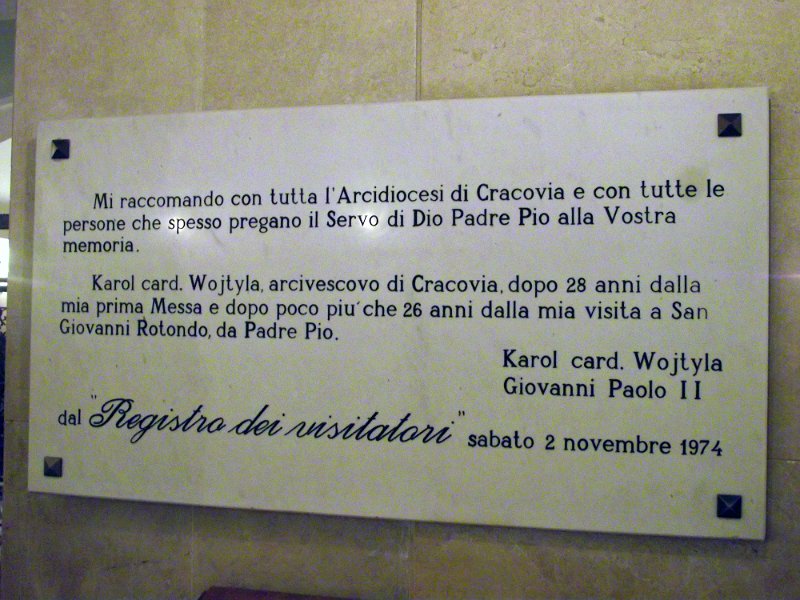 Mi raccomando con tutta l'Arcidiocesi di Cracovia e con tutte le
persone che spesso pregano il Servo di Dio Padre Pio alla Vostra
memoria.
Karol card. Wojtyla, arcivescovo di Cracovia, dopo 28 anni dalla
mia prima Messa e dopo poco piu' che 26 anni dalla mia visita a San
Giovanni Rotondo, da Padre Pio.
Karol card. Wojtyla
Giovanni Paolo II
dal "Registro dei visitatori" sabato 2 novembre 1974